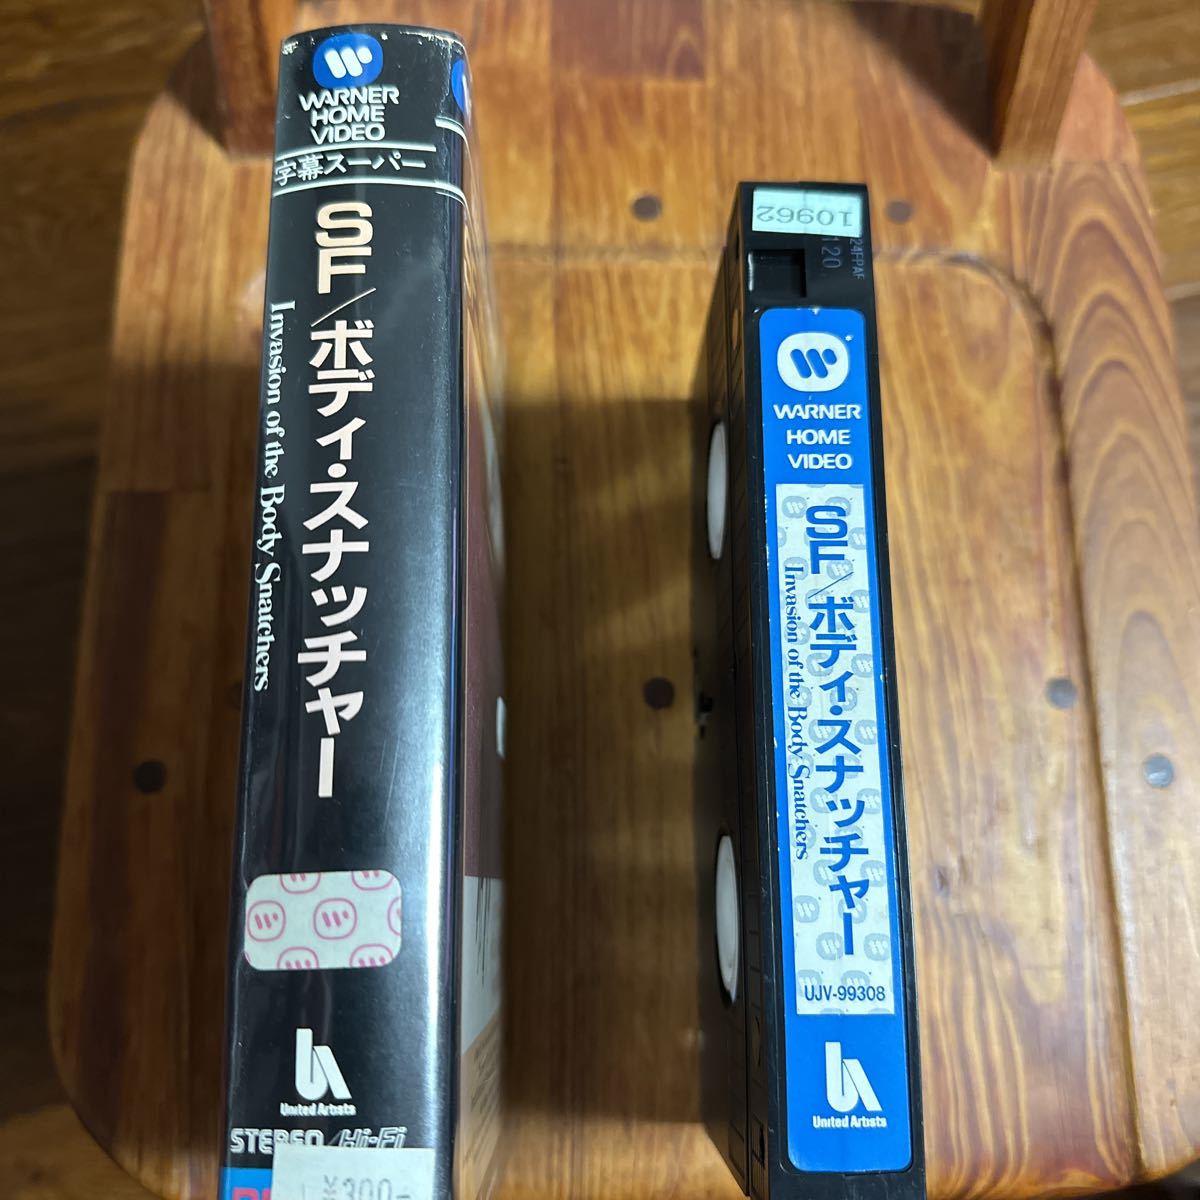 WARNER
HOME
VIDEO
字幕スーパー
SF/ボディ・スナッチャー
Invasion of the Body Snatchers
United Artists
STEREO/Hi-Fi
¥300-
10962
120
24FPAF
WARNER
HOME
VIDEO
SF/ボディ・スナッチャー
Invasion of the Body Snatchers
UJV-99308
United Artists